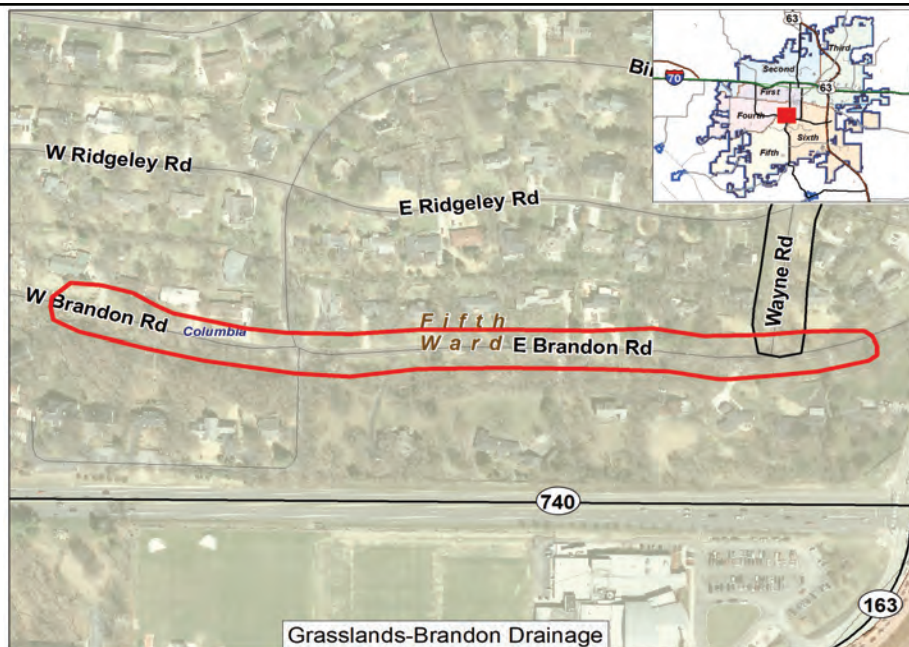 63
Third
Second
70
63
First
Fourth
Sixth
Fifth
W Ridgeley Rd
E Ridgeley Rd
Wayne Rd
W Brandon Rd
Columbia
Fifth
Ward
E Brandon Rd
740
163
Grasslands-Brandon Drainage